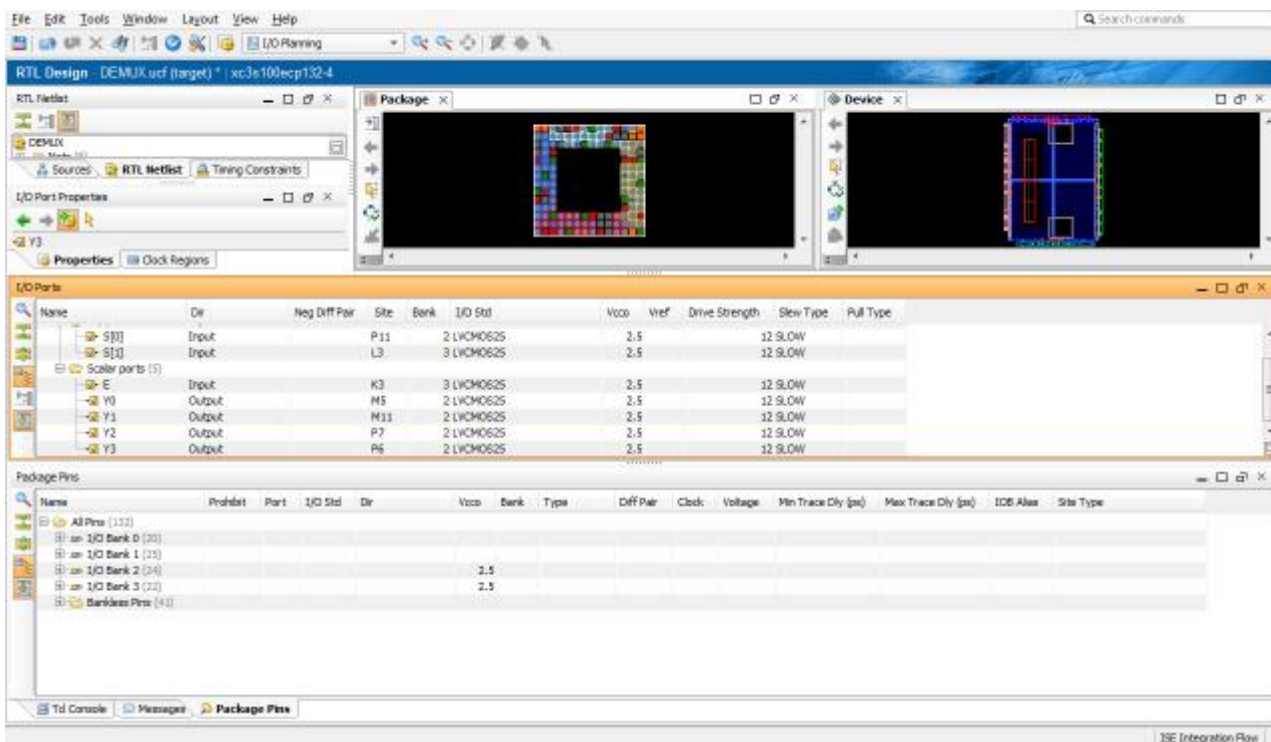 File Edit Tools Window Layout View Help
Search commands
I/O Planning
RTL Design - DEMUX.ucf (target) * | xc3s100ecp132-4
RTL Netlist
Package
Device
DEMUX
Sources RTL Netlist Timing Constraints
I/O Port Properties
Y3
Properties Clock Regions
I/O Ports
Name Dir Neg Diff Pair Site Bank I/O Std Vcco Vref Drive Strength Slew Type Pull Type
S[0] Input P11 2 LVCMOS25 2.5 12 SLOW
S[1] Input L3 3 LVCMOS25 2.5 12 SLOW
Scalar ports (5)
E Input K3 3 LVCMOS25 2.5 12 SLOW
Y0 Output M5 2 LVCMOS25 2.5 12 SLOW
Y1 Output M11 2 LVCMOS25 2.5 12 SLOW
Y2 Output P7 2 LVCMOS25 2.5 12 SLOW
Y3 Output P6 2 LVCMOS25 2.5 12 SLOW
Package Pins
Name Prohibit Port I/O Std Dir Vcco Bank Type Diff Pair Clock Voltage Min Trace Dly (ps) Max Trace Dly (ps) IOB Alias Site Type
All Pins (132)
I/O Bank 0 (20)
I/O Bank 1 (25)
I/O Bank 2 (24) 2.5
I/O Bank 3 (22) 2.5
Bankless Pins (41)
Tcl Console Messages Package Pins
ISE Integration Flow